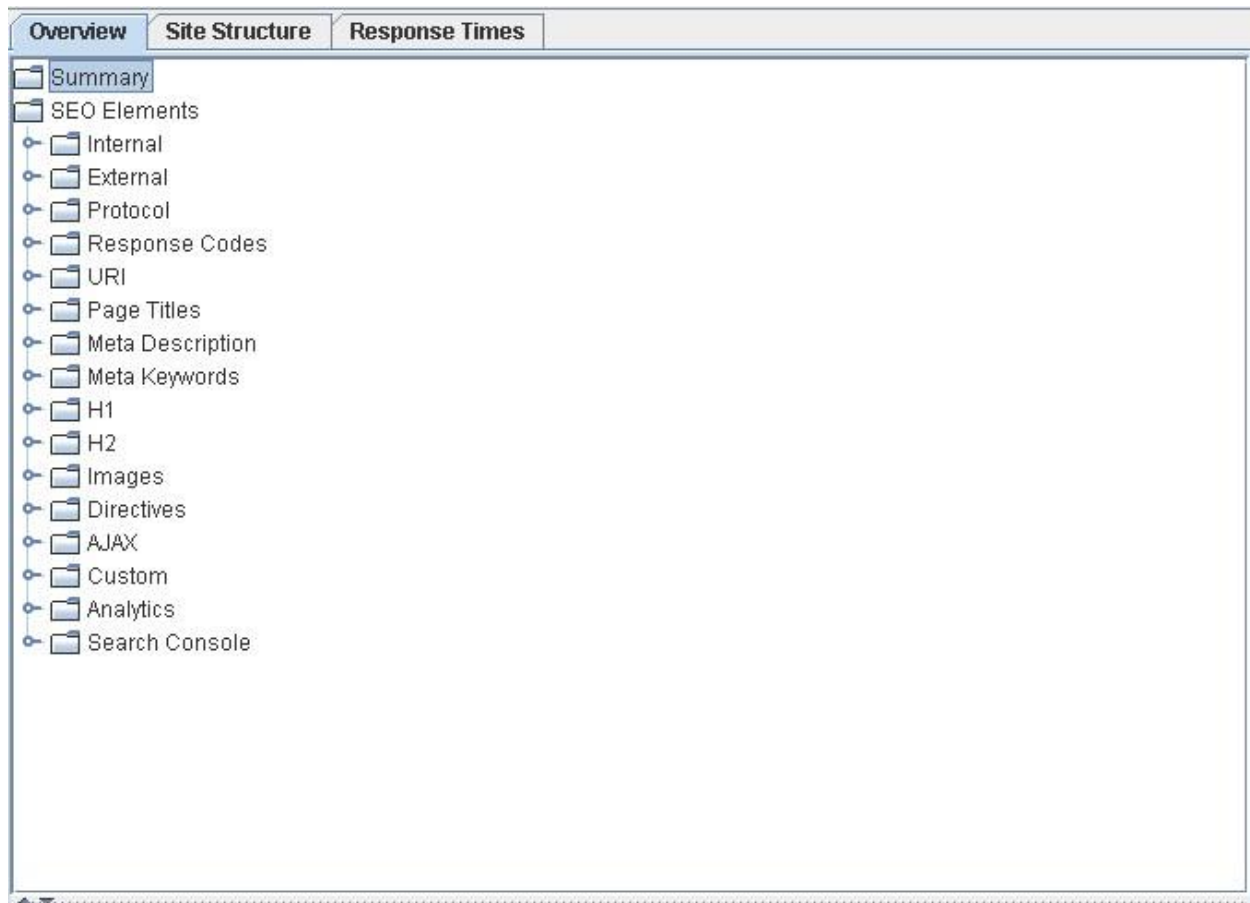 Overview Site Structure Response Times
Summary
SEO Elements
Internal
External
Protocol
Response Codes
URI
Page Titles
Meta Description
Meta Keywords
H1
H2
Images
Directives
AJAX
Custom
Analytics
Search Console